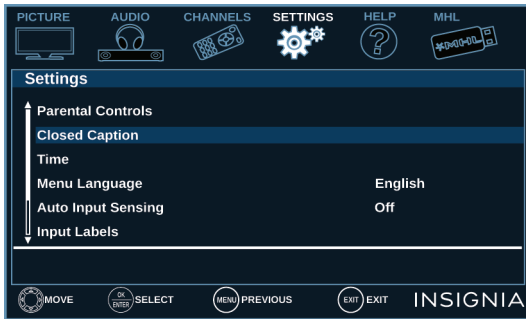 PICTURE AUDIO CHANNELS SETTINGS HELP MHL
MHL
Settings
Parental Controls
Closed Caption
Time
Menu Language English
Auto Input Sensing Off
Input Labels
MOVE OK ENTER SELECT MENU PREVIOUS EXIT EXIT INSIGNIA